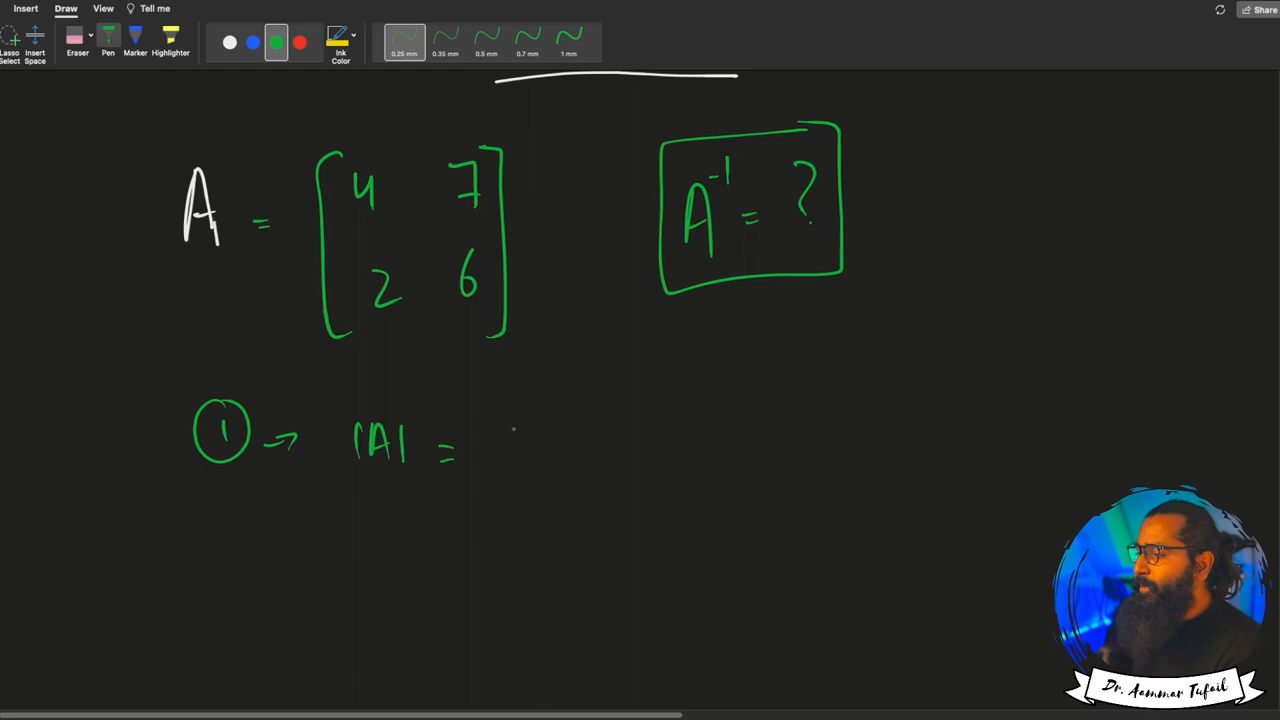 Insert Draw View Tell me
Share
Lasso Select Insert Space Eraser Pen Marker Highlighter Ink Color 0.25 mm 0.35 mm 0.5 mm 0.7 mm 1 mm
A = [4 7
2 6]
A⁻¹ = ?
① → |A| =
Dr. Aammar Tufail